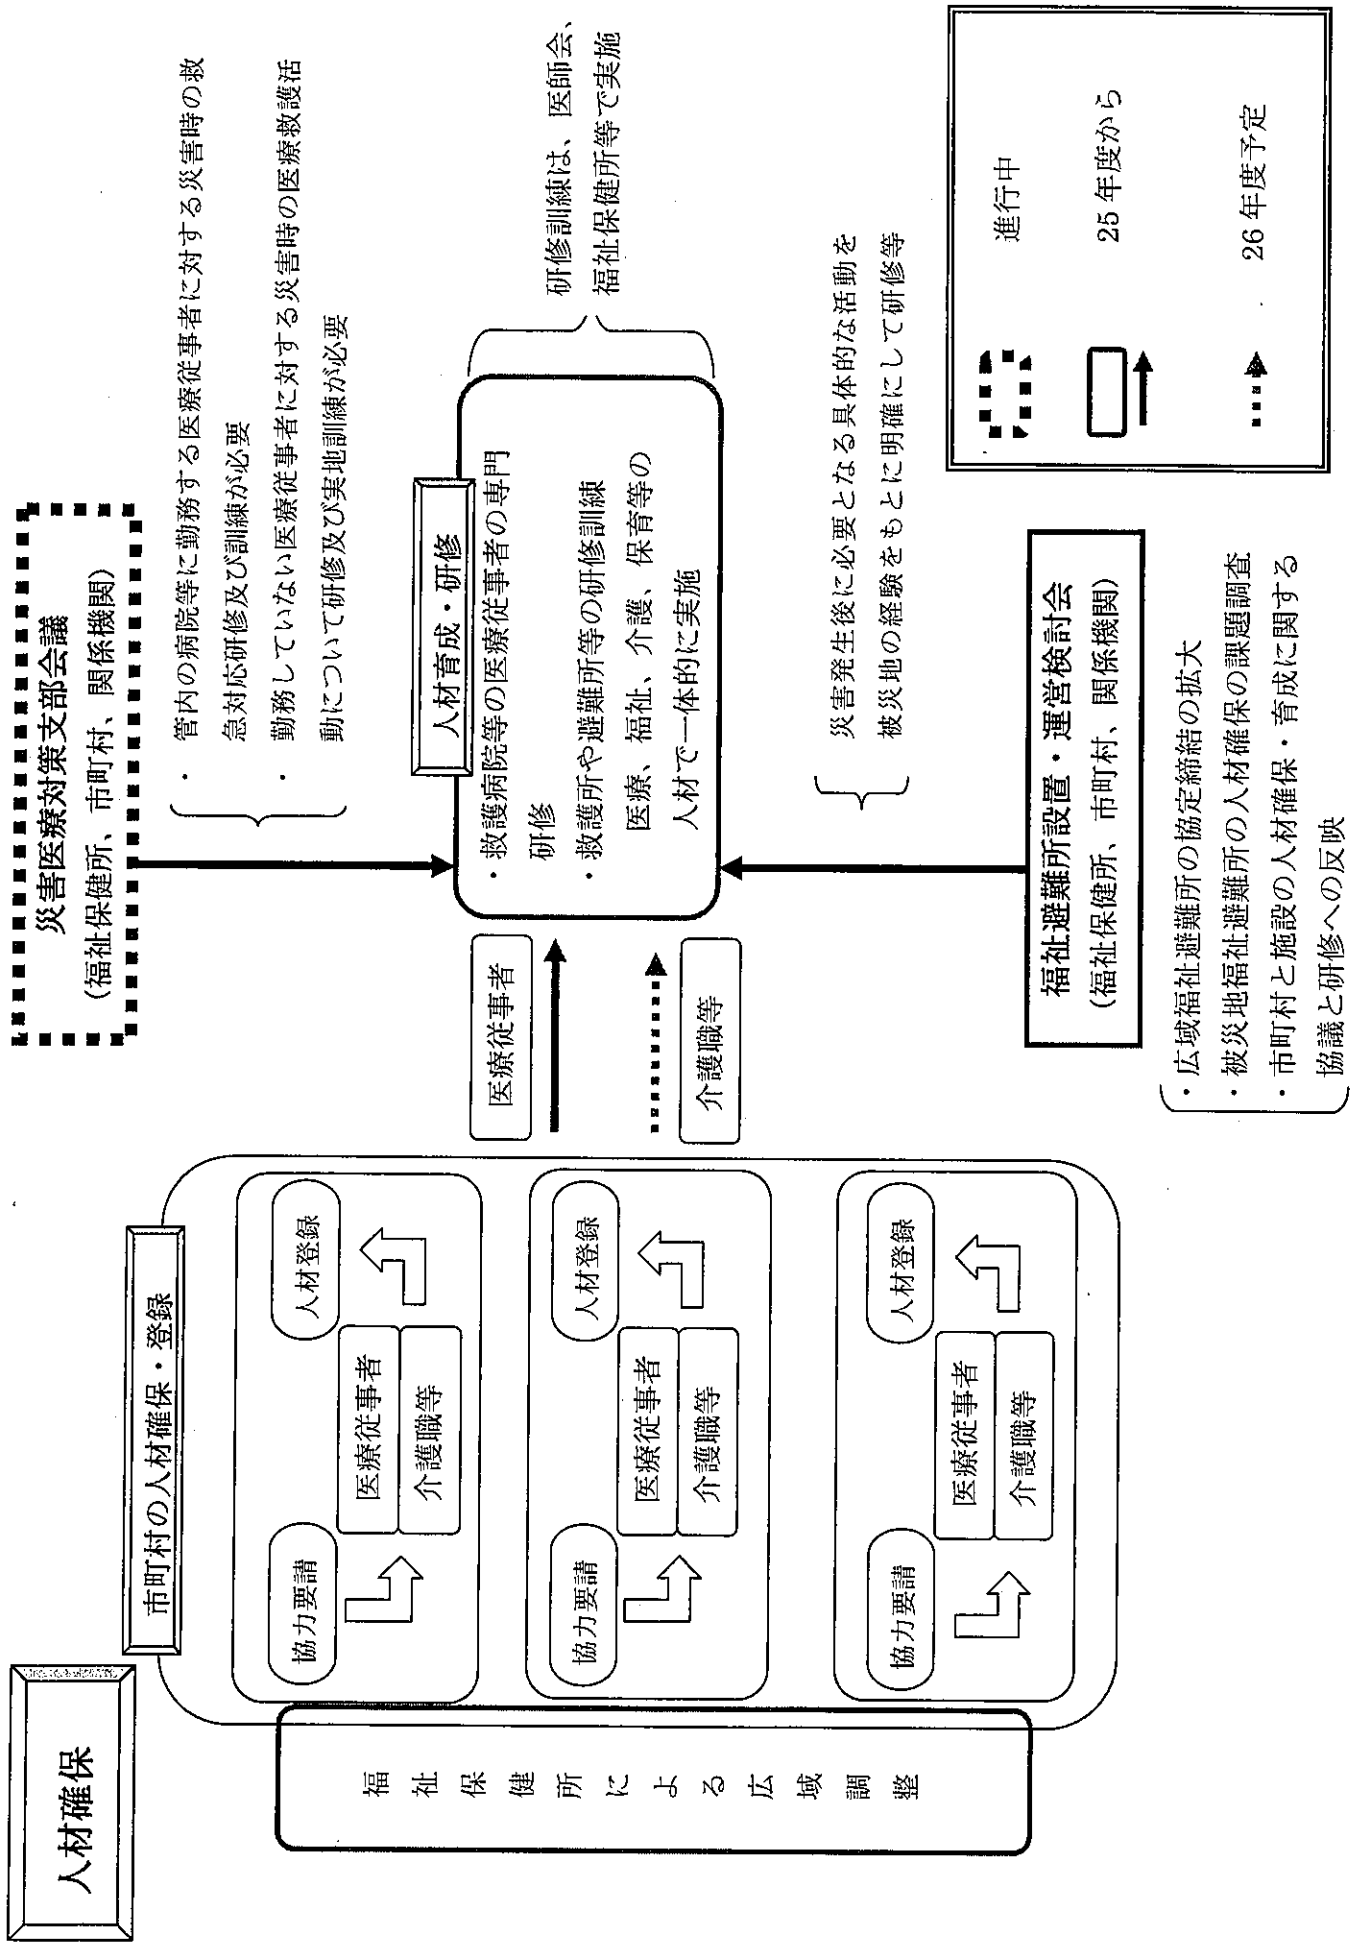 人材確保
市町村の人材確保・登録
福祉保健所による広域調整
協力要請
医療従事者
介護職等
人材登録
協力要請
医療従事者
介護職等
人材登録
協力要請
医療従事者
介護職等
人材登録
医療従事者
介護職等
災害医療対策支部会議
(福祉保健所、市町村、関係機関)
・ 管内の病院等に勤務する医療従事者に対する災害時の救
急対応研修及び訓練が必要
・ 勤務していない医療従事者に対する災害時の医療救護活
動について研修及び実地訓練が必要
人材育成・研修
・ 救護病院等の医療従事者の専門
研修
・ 救護所や避難所等の研修訓練
医療、福祉、介護、保育等の
人材で一体的に実施
研修訓練は、医師会、
福祉保健所等で実施
災害発生後に必要となる具体的な活動を
被災地の経験をもとに明確にして研修等
福祉避難所設置・運営検討会
(福祉保健所、市町村、関係機関)
・ 広域福祉避難所の協定締結の拡大
・ 被災地福祉避難所の人材確保の課題調査
・ 市町村と施設の人材確保・育成に関する
協議と研修への反映
進行中
25 年度から
26 年度予定